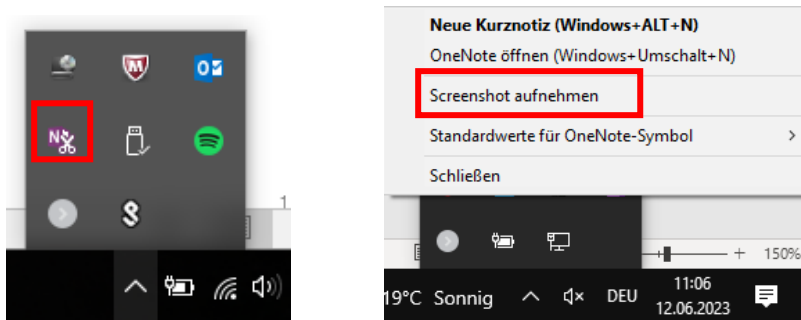 1
Neue Kurznotiz (Windows+ALT+N)
OneNote öffnen (Windows+Umschalt+N)
Screenshot aufnehmen
Standardwerte für OneNote-Symbol
Schließen
150%
19°C Sonnig
DEU
11:06
12.06.2023